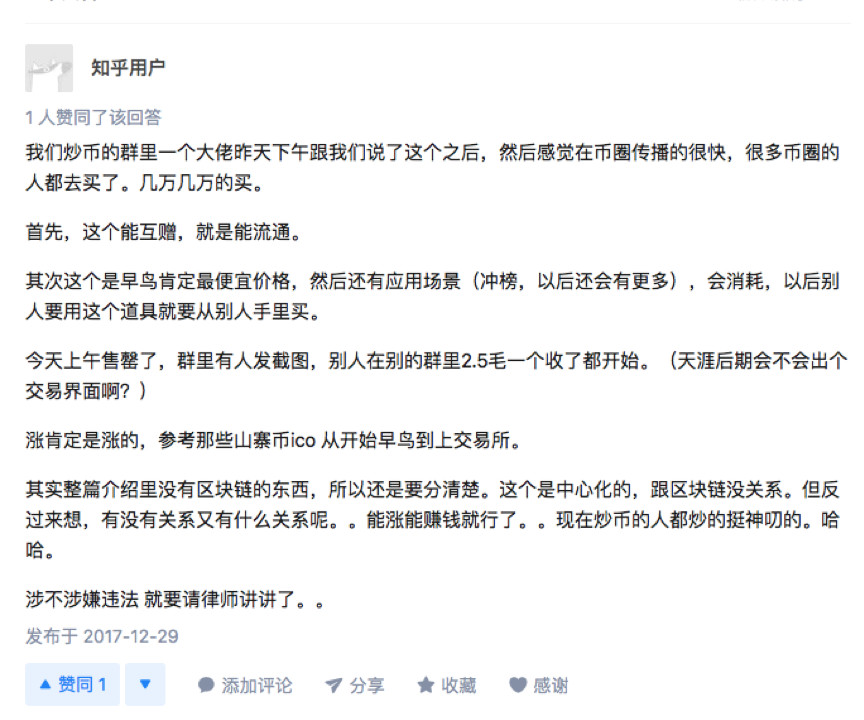 知乎用户
1 人赞同了该回答
我们炒币的群里一个大佬昨天下午跟我们说了这个之后，然后感觉在币圈传播的很快，很多币圈的
人都去买了。几万几万的买。
首先，这个能互赠，就是能流通。
其次这个是早鸟肯定最便宜价格，然后还有应用场景（冲榜，以后还会有更多），会消耗，以后别
人要用这个道具就要从别人手里买。
今天上午售罄了，群里有人发截图，别人在别的群里2.5毛一个收了都开始。（天涯后期会不会出个
交易界面啊？）
涨肯定是涨的，参考那些山寨币ico 从开始早鸟到上交易所。
其实整篇介绍里没有区块链的东西，所以还是要分清楚。这个是中心化的，跟区块链没关系。但反
过来想，有没有关系又有什么关系呢。。能涨能赚钱就行了。。现在炒币的人都炒的挺神叨的。哈
哈。
涉不涉嫌违法 就要请律师讲讲了。。
发布于 2017-12-29
赞同 1 添加评论 分享 收藏 感谢